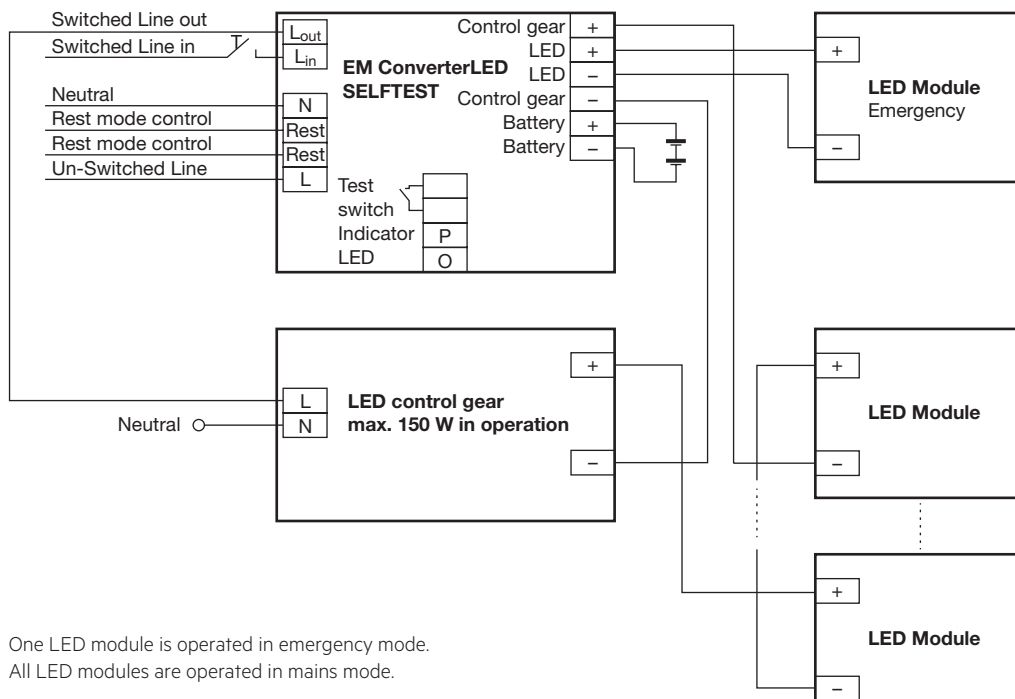 Switched Line out
Switched Line in
Neutral
Rest mode control
Rest mode control
Un-Switched Line
Lout
Lin
N
Rest
Rest
L
EM ConverterLED
SELFTEST
Test
switch
Indicator
LED
P
O
Control gear +
LED +
LED –
Control gear –
Battery +
Battery –
+
–
LED Module
Emergency
Neutral
L
N
LED control gear
max. 150 W in operation
+
–
+
–
LED Module
+
–
LED Module
One LED module is operated in emergency mode.
All LED modules are operated in mains mode.